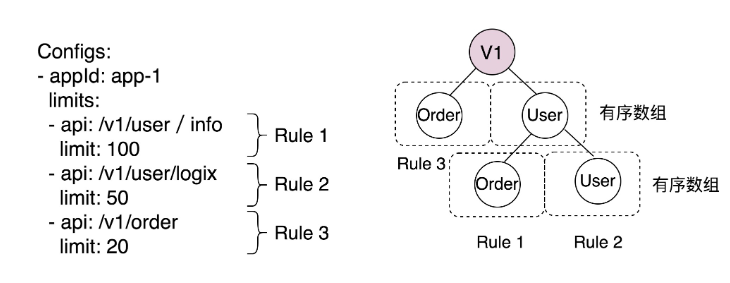 Configs:
- appId: app-1
limits:
- api: /v1/user / info
limit: 100
- api: /v1/user/logix
limit: 50
- api: /v1/order
limit: 20
Rule 1
Rule 2
Rule 3
V1
Order
User
有序数组
Rule 3
Order
User
有序数组
Rule 1
Rule 2